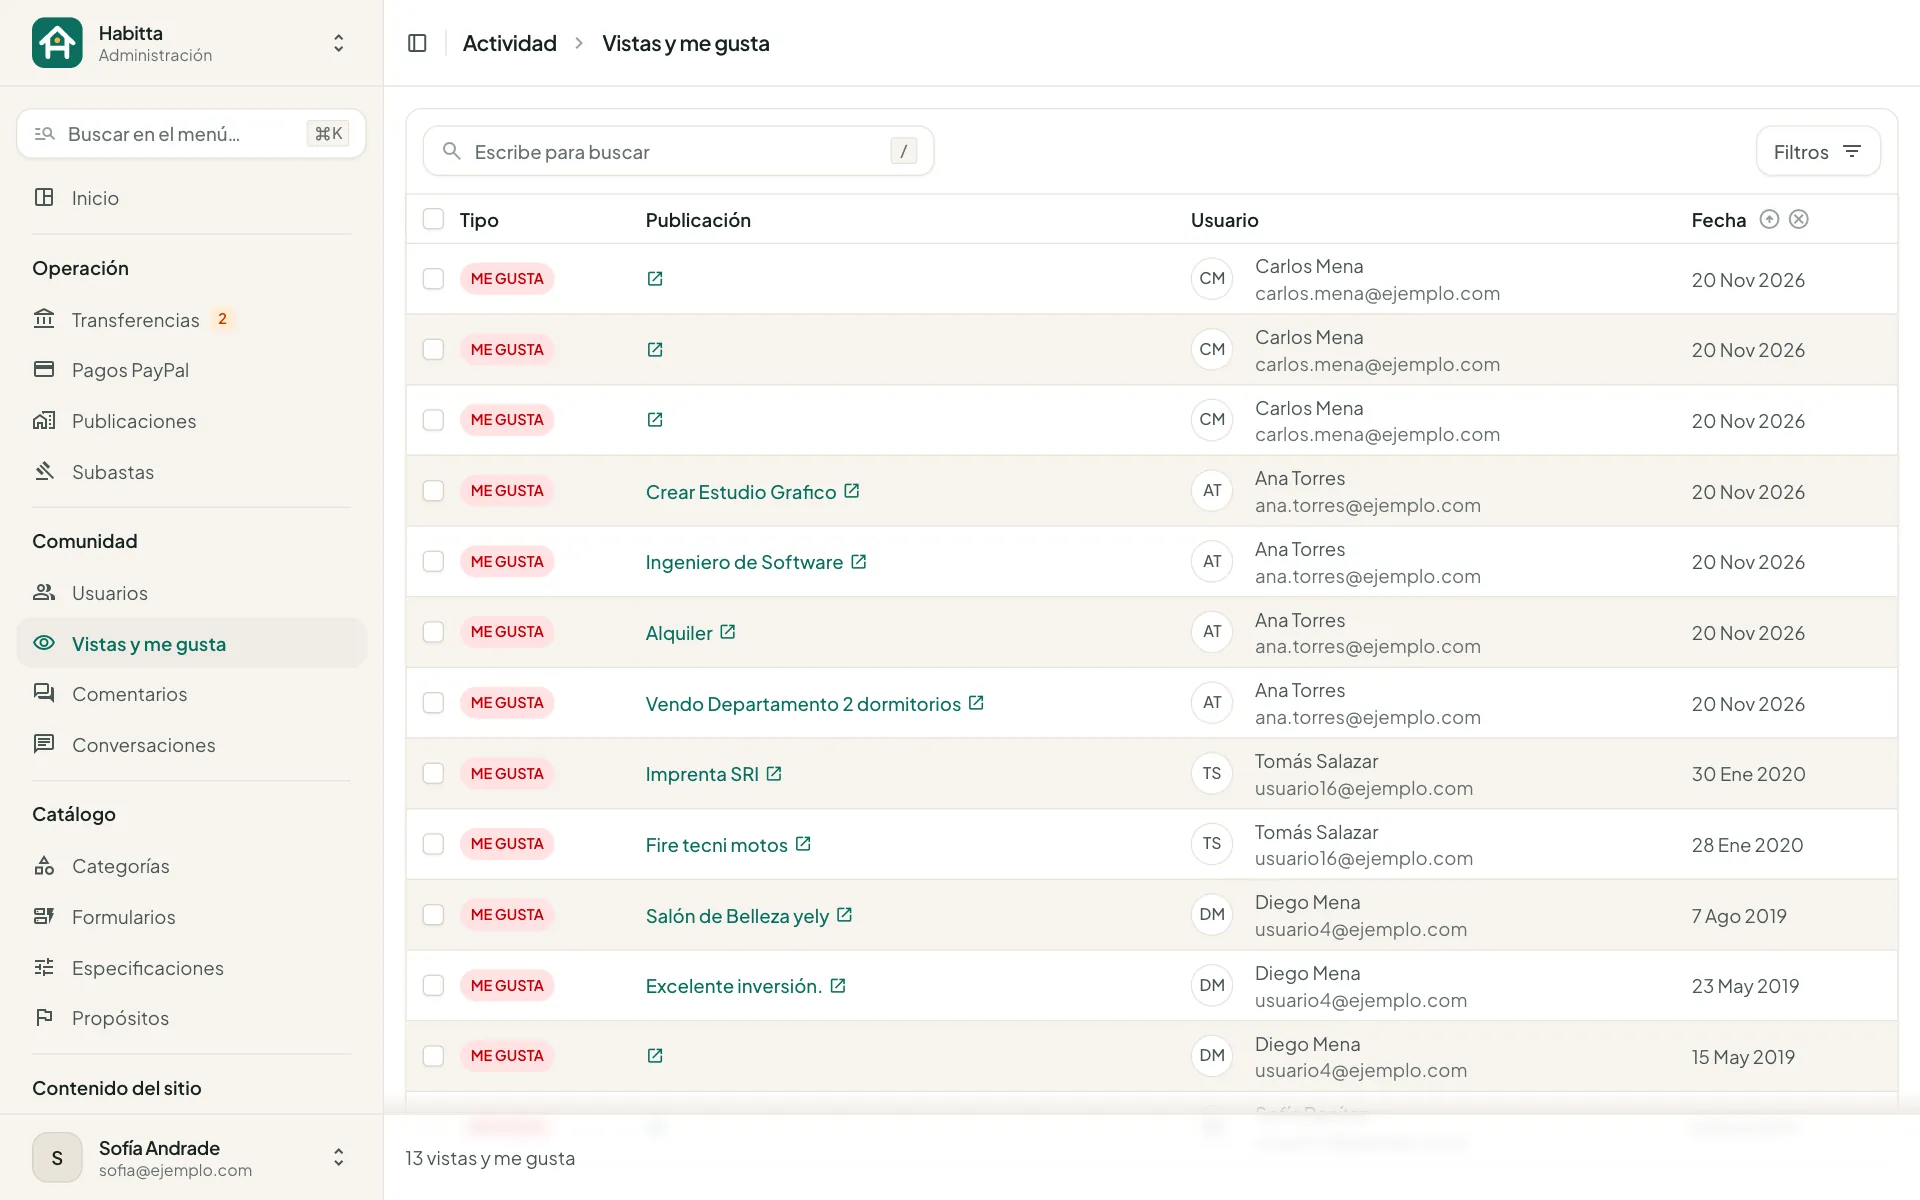 Habitta
Administración
Buscar en el menú...
⌘K
Inicio
Operación
Transferencias 2
Pagos PayPal
Publicaciones
Subastas
Comunidad
Usuarios
Vistas y me gusta
Comentarios
Conversaciones
Catálogo
Categorías
Formularios
Especificaciones
Propósitos
Contenido del sitio
S
Sofía Andrade
sofia@ejemplo.com
Actividad > Vistas y me gusta
Escribe para buscar /
Filtros
Tipo Publicación Usuario Fecha
ME GUSTA CM Carlos Mena 20 Nov 2026
carlos.mena@ejemplo.com
ME GUSTA CM Carlos Mena 20 Nov 2026
carlos.mena@ejemplo.com
ME GUSTA CM Carlos Mena 20 Nov 2026
carlos.mena@ejemplo.com
ME GUSTA Crear Estudio Grafico AT Ana Torres 20 Nov 2026
ana.torres@ejemplo.com
ME GUSTA Ingeniero de Software AT Ana Torres 20 Nov 2026
ana.torres@ejemplo.com
ME GUSTA Alquiler AT Ana Torres 20 Nov 2026
ana.torres@ejemplo.com
ME GUSTA Vendo Departamento 2 dormitorios AT Ana Torres 20 Nov 2026
ana.torres@ejemplo.com
ME GUSTA Imprenta SRI TS Tomás Salazar 30 Ene 2020
usuario16@ejemplo.com
ME GUSTA Fire tecni motos TS Tomás Salazar 28 Ene 2020
usuario16@ejemplo.com
ME GUSTA Salón de Belleza yely DM Diego Mena 7 Ago 2019
usuario4@ejemplo.com
ME GUSTA Excelente inversión. DM Diego Mena 23 May 2019
usuario4@ejemplo.com
ME GUSTA DM Diego Mena 15 May 2019
usuario4@ejemplo.com
13 vistas y me gusta